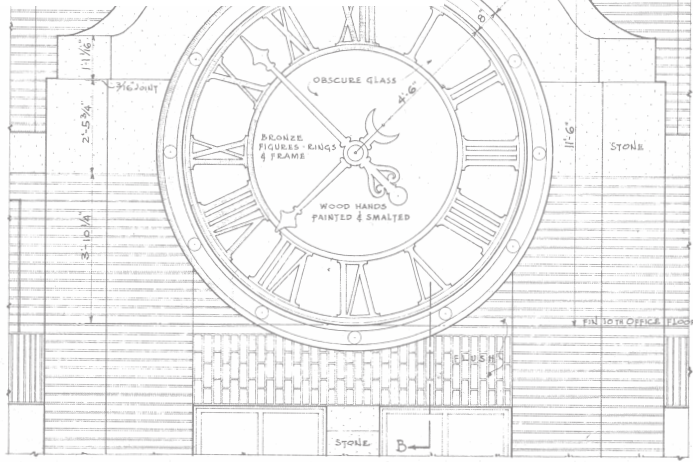 8"
1'-1 1/16"
3/16" JOINT
OBSCURE GLASS
4'-6"
2'-5 3/4"
BRONZE
FIGURES - RINGS
& FRAME
11'-6"
STONE
WOOD HANDS
PAINTED & SMALTED
3'-10 1/4"
FIN 10TH OFFICE FLOOR
FLUSH
STONE
B